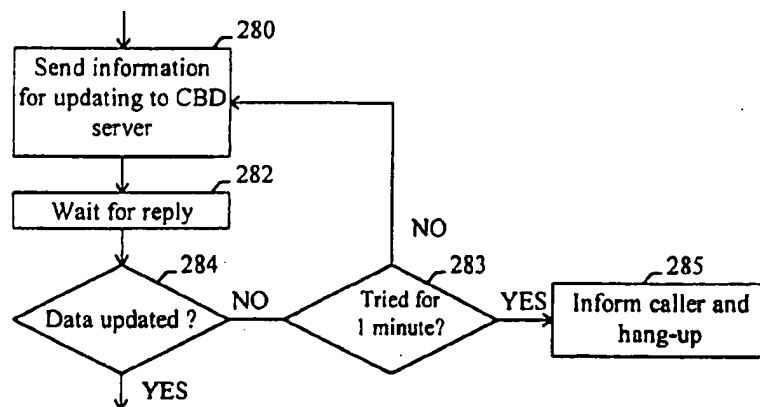 280
Send information
for updating to CBD
server
282
Wait for reply
NO
284
283
285
Data updated ?
NO
Tried for
1 minute?
YES
Inform caller and
hang-up
YES